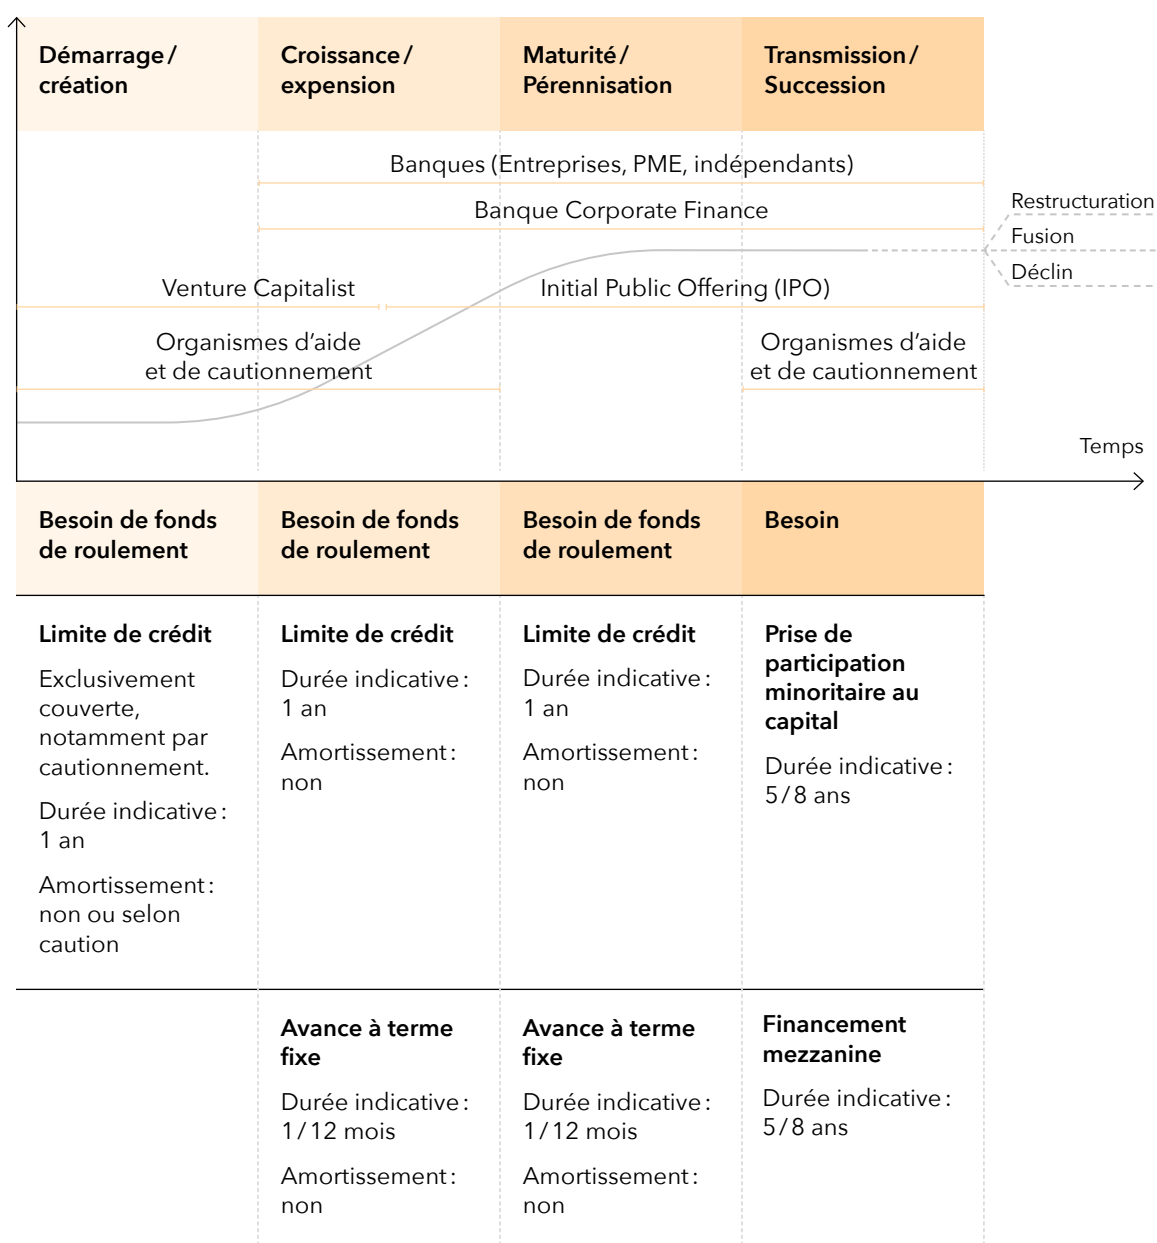 Démarrage / 
création
Croissance / 
expension
Maturité / 
Pérennisation
Transmission / 
Succession
Banques (Entreprises, PME, indépendants)
Banque Corporate Finance
Restructuration
Fusion
Déclin
Venture Capitalist
Initial Public Offering (IPO)
Organismes d’aide
et de cautionnement
Organismes d’aide
et de cautionnement
Temps
Besoin de fonds
de roulement
Besoin de fonds
de roulement
Besoin de fonds
de roulement
Besoin
Limite de crédit
Exclusivement
couverte,
notamment par
cautionnement.
Durée indicative :
1 an
Amortissement :
non ou selon
caution
Limite de crédit
Durée indicative :
1 an
Amortissement :
non
Limite de crédit
Durée indicative :
1 an
Amortissement :
non
Prise de
participation
minoritaire au
capital
Durée indicative :
5 / 8 ans
Avance à terme
fixe
Durée indicative :
1 / 12 mois
Amortissement :
non
Avance à terme
fixe
Durée indicative :
1 / 12 mois
Amortissement :
non
Financement
mezzanine
Durée indicative :
5 / 8 ans